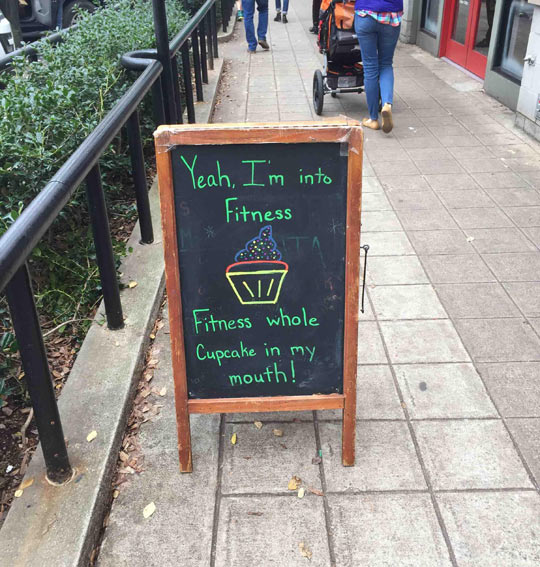 Yeah, I'm into
Fitness
Fitness whole
Cupcake in my
mouth!